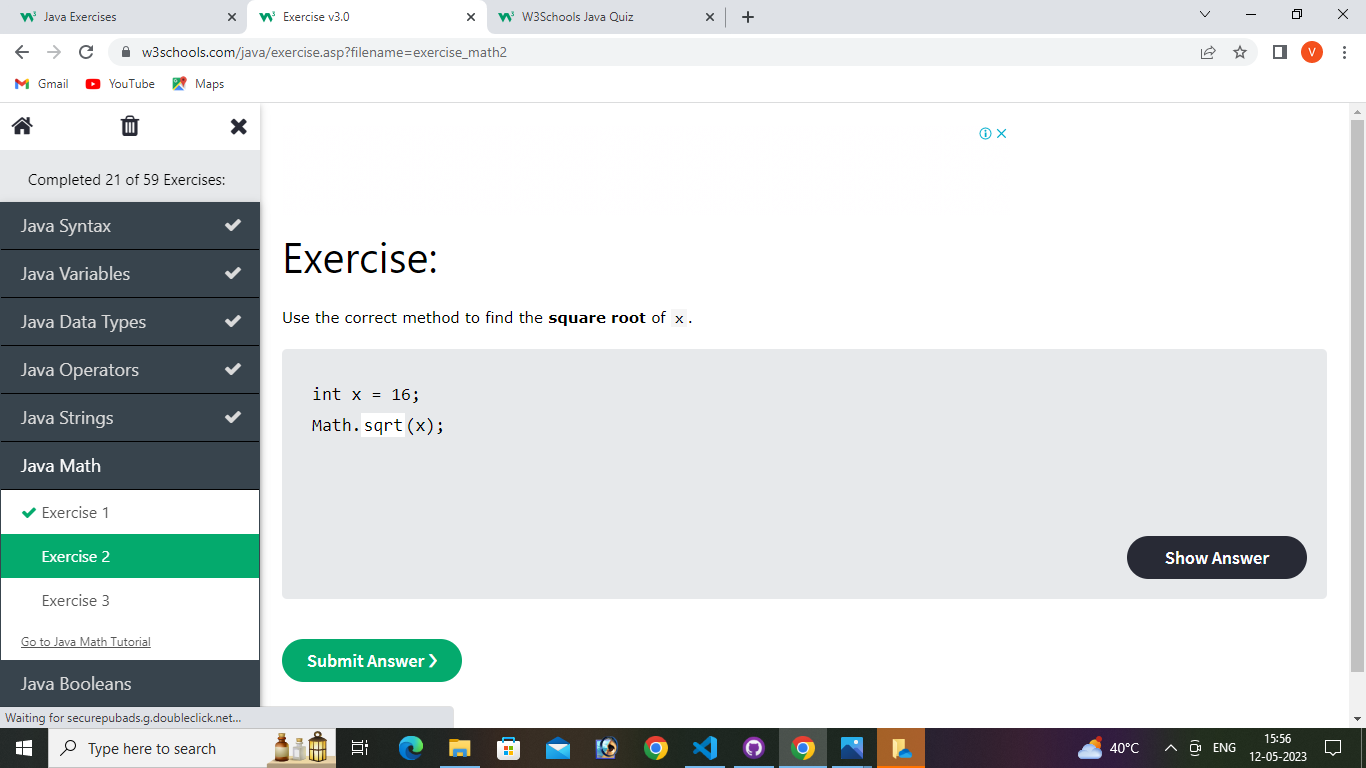 Java Exercises
Exercise v3.0
W3Schools Java Quiz
w3schools.com/java/exercise.asp?filename=exercise_math2
V
Gmail
YouTube
Maps
Completed 21 of 59 Exercises:
Java Syntax
Java Variables
Java Data Types
Java Operators
Java Strings
Java Math
Exercise 1
Exercise 2
Exercise 3
Go to Java Math Tutorial
Java Booleans
Exercise:
Use the correct method to find the square root of x.
int x = 16;
Math.sqrt(x);
Show Answer
Submit Answer ❯
Waiting for securepubads.g.doubleclick.net...
Type here to search
40°C
ENG
15:56
12-05-2023